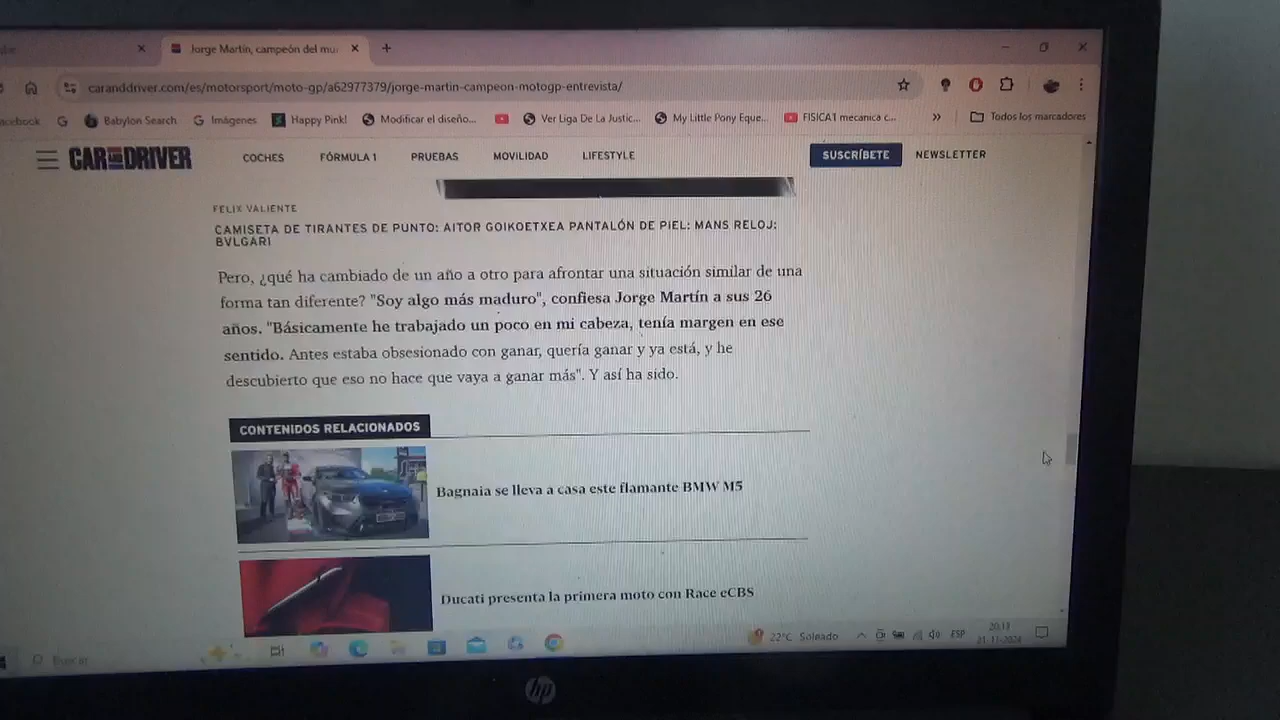 Jorge Martín, campeón del mu
caranddriver.com/es/motorsport/moto-gp/a62977379/jorge-martin-campeon-motogp-entrevista/
acebook
G
Babylon Search
G Imágenes
Happy Pink!
Modificar el diseño...
Ver Liga De La Justic...
My Little Pony Eque...
FISICA1 mecanica c...
»
Todos los marcadores
CAR AND DRIVER
COCHES
FÓRMULA 1
PRUEBAS
MOVILIDAD
LIFESTYLE
SUSCRÍBETE
NEWSLETTER
FELIX VALIENTE
CAMISETA DE TIRANTES DE PUNTO: AITOR GOIKOETXEA PANTALÓN DE PIEL: MANS RELOJ:
BVLGARI
Pero, ¿qué ha cambiado de un año a otro para afrontar una situación similar de una
forma tan diferente? "Soy algo más maduro", confiesa Jorge Martín a sus 26
años. "Básicamente he trabajado un poco en mi cabeza, tenía margen en ese
sentido. Antes estaba obsesionado con ganar, quería ganar y ya está, y he
descubierto que eso no hace que vaya a ganar más". Y así ha sido.
CONTENIDOS RELACIONADOS
Bagnaia se lleva a casa este flamante BMW M5
Ducati presenta la primera moto con Race eCBS
Buscar
22°C Soleado
ESP
20:13
21-11-2024
hp